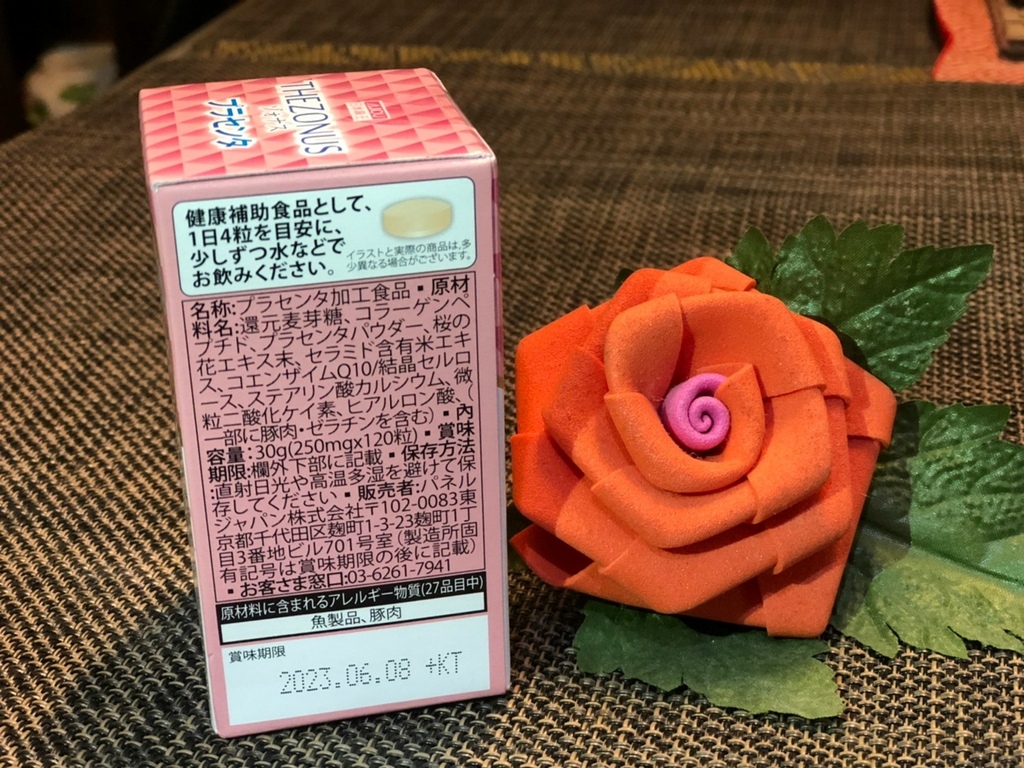 THEZONUS
プラセンタ
健康補助食品として、
1日4粒を目安に、
少しずつ水などで
お飲みください。
イラストと実際の商品は,多
少異なる場合がございます。
名称:プラセンタ加工食品▪原材
料名:還元麦芽糖、コラーゲンペ
プチド、プラセンタパウダー、桜の
花エキス末、セラミド含有米エキ
ス、コエンザイムQ10/結晶セルロ
ース、ステアリン酸カルシウム、微
粒二酸化ケイ素、ヒアルロン酸、(
一部に豚肉・ゼラチンを含む)▪内
容量:30g(250mgx120粒)▪賞味
期限:欄外下部に記載▪保存方法
直射日光や高温多湿を避けて保
存してください▪販売者:パネル
ジャパン株式会社〒102-0083東
京都千代田区麹町1-3-23麹町1丁
目3番地ビル701号室(製造所固
有記号は賞味期限の後に記載)
▪お客さま窓口:03-6261-7941
原材料に含まれるアレルギー物質(27品目中)
魚製品、豚肉
賞味期限
2023.06.08 +KT